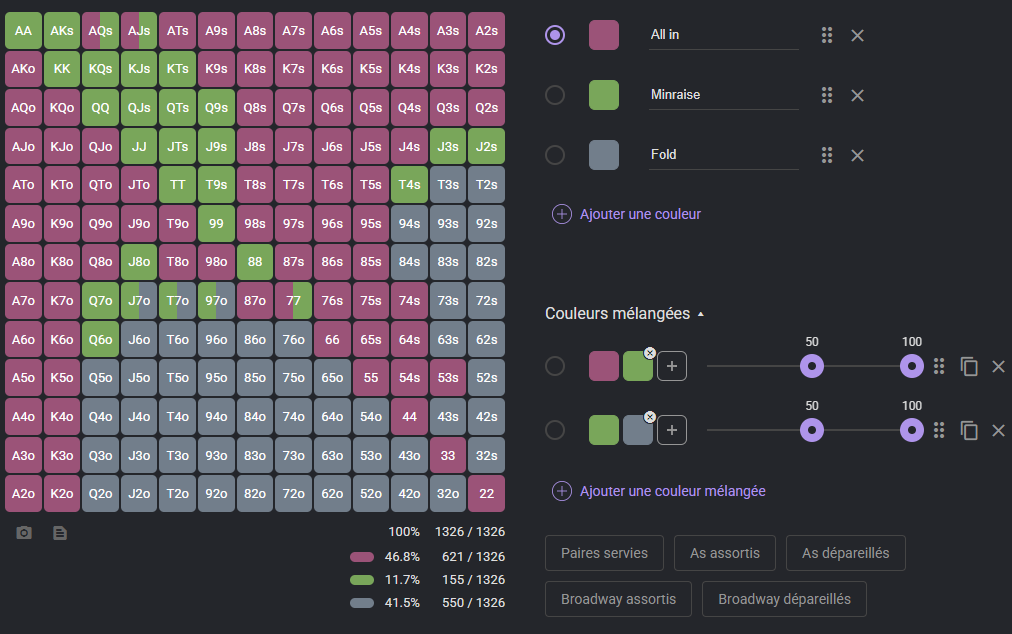 AA AKs AQs AJs ATs A9s A8s A7s A6s A5s A4s A3s A2s
AKo KK KQs KJs KTs K9s K8s K7s K6s K5s K4s K3s K2s
AQo KQo QQ QJs QTs Q9s Q8s Q7s Q6s Q5s Q4s Q3s Q2s
AJo KJo QJo JJ JTs J9s J8s J7s J6s J5s J4s J3s J2s
ATo KTo QTo JTo TT T9s T8s T7s T6s T5s T4s T3s T2s
A9o K9o Q9o J9o T9o 99 98s 97s 96s 95s 94s 93s 92s
A8o K8o Q8o J8o T8o 98o 88 87s 86s 85s 84s 83s 82s
A7o K7o Q7o J7o T7o 97o 87o 77 76s 75s 74s 73s 72s
A6o K6o Q6o J6o T6o 96o 86o 76o 66 65s 64s 63s 62s
A5o K5o Q5o J5o T5o 95o 85o 75o 65o 55 54s 53s 52s
A4o K4o Q4o J4o T4o 94o 84o 74o 64o 54o 44 43s 42s
A3o K3o Q3o J3o T3o 93o 83o 73o 63o 53o 43o 33 32s
A2o K2o Q2o J2o T2o 92o 82o 72o 62o 52o 42o 32o 22
100% 1326 / 1326
46.8% 621 / 1326
11.7% 155 / 1326
41.5% 550 / 1326
All in
Minraise
Fold
Ajouter une couleur
Couleurs mélangées
50 100
50 100
Ajouter une couleur mélangée
Paires servies As assortis As dépareillés
Broadway assortis Broadway dépareillés